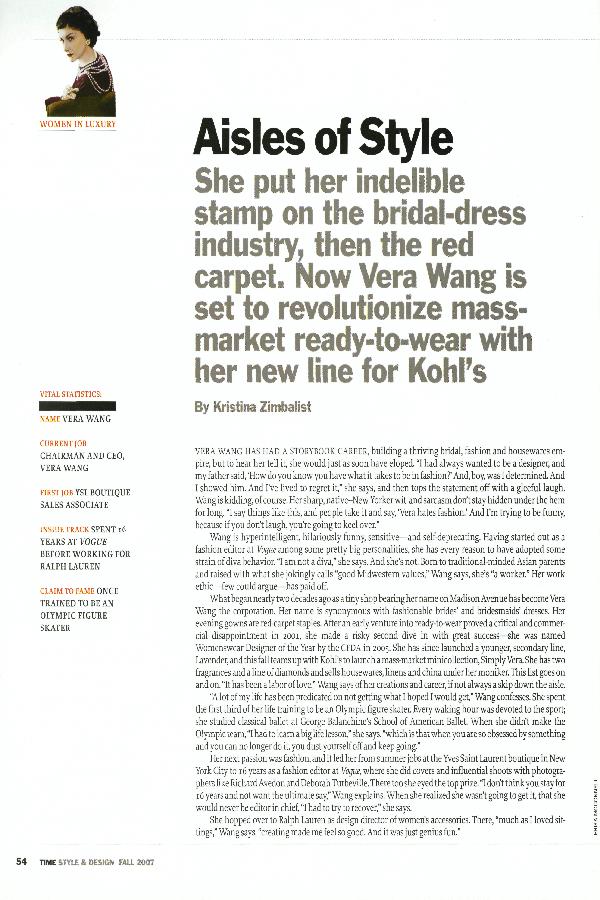 WOMEN IN LUXURY
Aisles of Style
She put her indelible
stamp on the bridal-dress
industry, then the red
carpet. Now Vera Wang is
set to revolutionize mass-
market ready-to-wear with
her new line for Kohl's
By Kristina Zimbalist
VITAL STATISTICS:
NAME VERA WANG
CURRENT JOB
CHAIRMAN AND CEO,
VERA WANG
FIRST JOB YSL BOUTIQUE
SALES ASSOCIATE
INSIDE TRACK SPENT 16
YEARS AT VOGUE
BEFORE WORKING FOR
RALPH LAUREN
CLAIM TO FAME ONCE
TRAINED TO BE AN
OLYMPIC FIGURE
SKATER
VERA WANG HAS HAD A STORYBOOK CAREER, building a thriving bridal, fashion and housewares em-
pire, but to hear her tell it, she would just as soon have eloped. "I had always wanted to be a designer, and
my father said, 'How do you know you have what it takes to be in fashion?' And, boy, was I determined. And
I showed him. And I've lived to regret it," she says, and then tops the statement off with a gleeful laugh.
Wang is kidding, of course. Her sharp, native–New Yorker wit and sarcasm don't stay hidden under the hem
for long. "I say things like this, and people take it and say, 'Vera hates fashion.' And I'm trying to be funny,
because if you don't laugh, you're going to keel over."
Wang is hyperintelligent, hilariously funny, sensitive—and self-deprecating. Having started out as a
fashion editor at Vogue among some pretty big personalities, she has every reason to have adopted some
strain of diva behavior. "I am not a diva," she says. And she's not. Born to traditional-minded Asian parents
and raised with what she jokingly calls "good Midwestern values," Wang says, she's "a worker." Her work
ethic—few could argue—has paid off.
What began nearly two decades ago as a tiny shop bearing her name on Madison Avenue has become Vera
Wang the corporation. Her name is synonymous with fashionable brides' and bridesmaids' dresses. Her
evening gowns are red carpet staples. After an early venture into ready-to-wear proved a critical and commer-
cial disappointment in 2001, she made a risky second dive in with great success—she was named
Womenswear Designer of the Year by the CFDA in 2005. She has since launched a younger, secondary line,
Lavender, and this fall teams up with Kohl's to launch a mass-market minicollection, Simply Vera. She has two
fragrances and a line of diamonds and sells housewares, linens and china under her moniker. This list goes on
and on. "It has been a labor of love," Wang says of her creations and career, if not always a skip down the aisle.
"A lot of my life has been predicated on not getting what I hoped I would get," Wang confesses. She spent
the first third of her life training to be an Olympic figure skater. Every waking hour was devoted to the sport;
she studied classical ballet at George Balanchine's School of American Ballet. When she didn't make the
Olympic team, "I had to learn a big life lesson," she says, "which is that when you are so obsessed by something
and you can no longer do it, you dust yourself off and keep going."
Her next passion was fashion, and it led her from summer jobs at the Yves Saint Laurent boutique in New
York City to 16 years as a fashion editor at Vogue, where she did covers and influential shoots with photogra-
phers like Richard Avedon and Deborah Turbeville. There too she eyed the top prize. "I don't think you stay for
16 years and not want the ultimate say," Wang explains. When she realized she wasn't going to get it, that she
would never be editor in chief, "I had to try to recover," she says.
She hopped over to Ralph Lauren as design director of women's accessories. There, "much as I loved sit-
tings," Wang says, "creating made me feel good. And it was just genius fun."
54 TIME STYLE & DESIGN FALL 2007